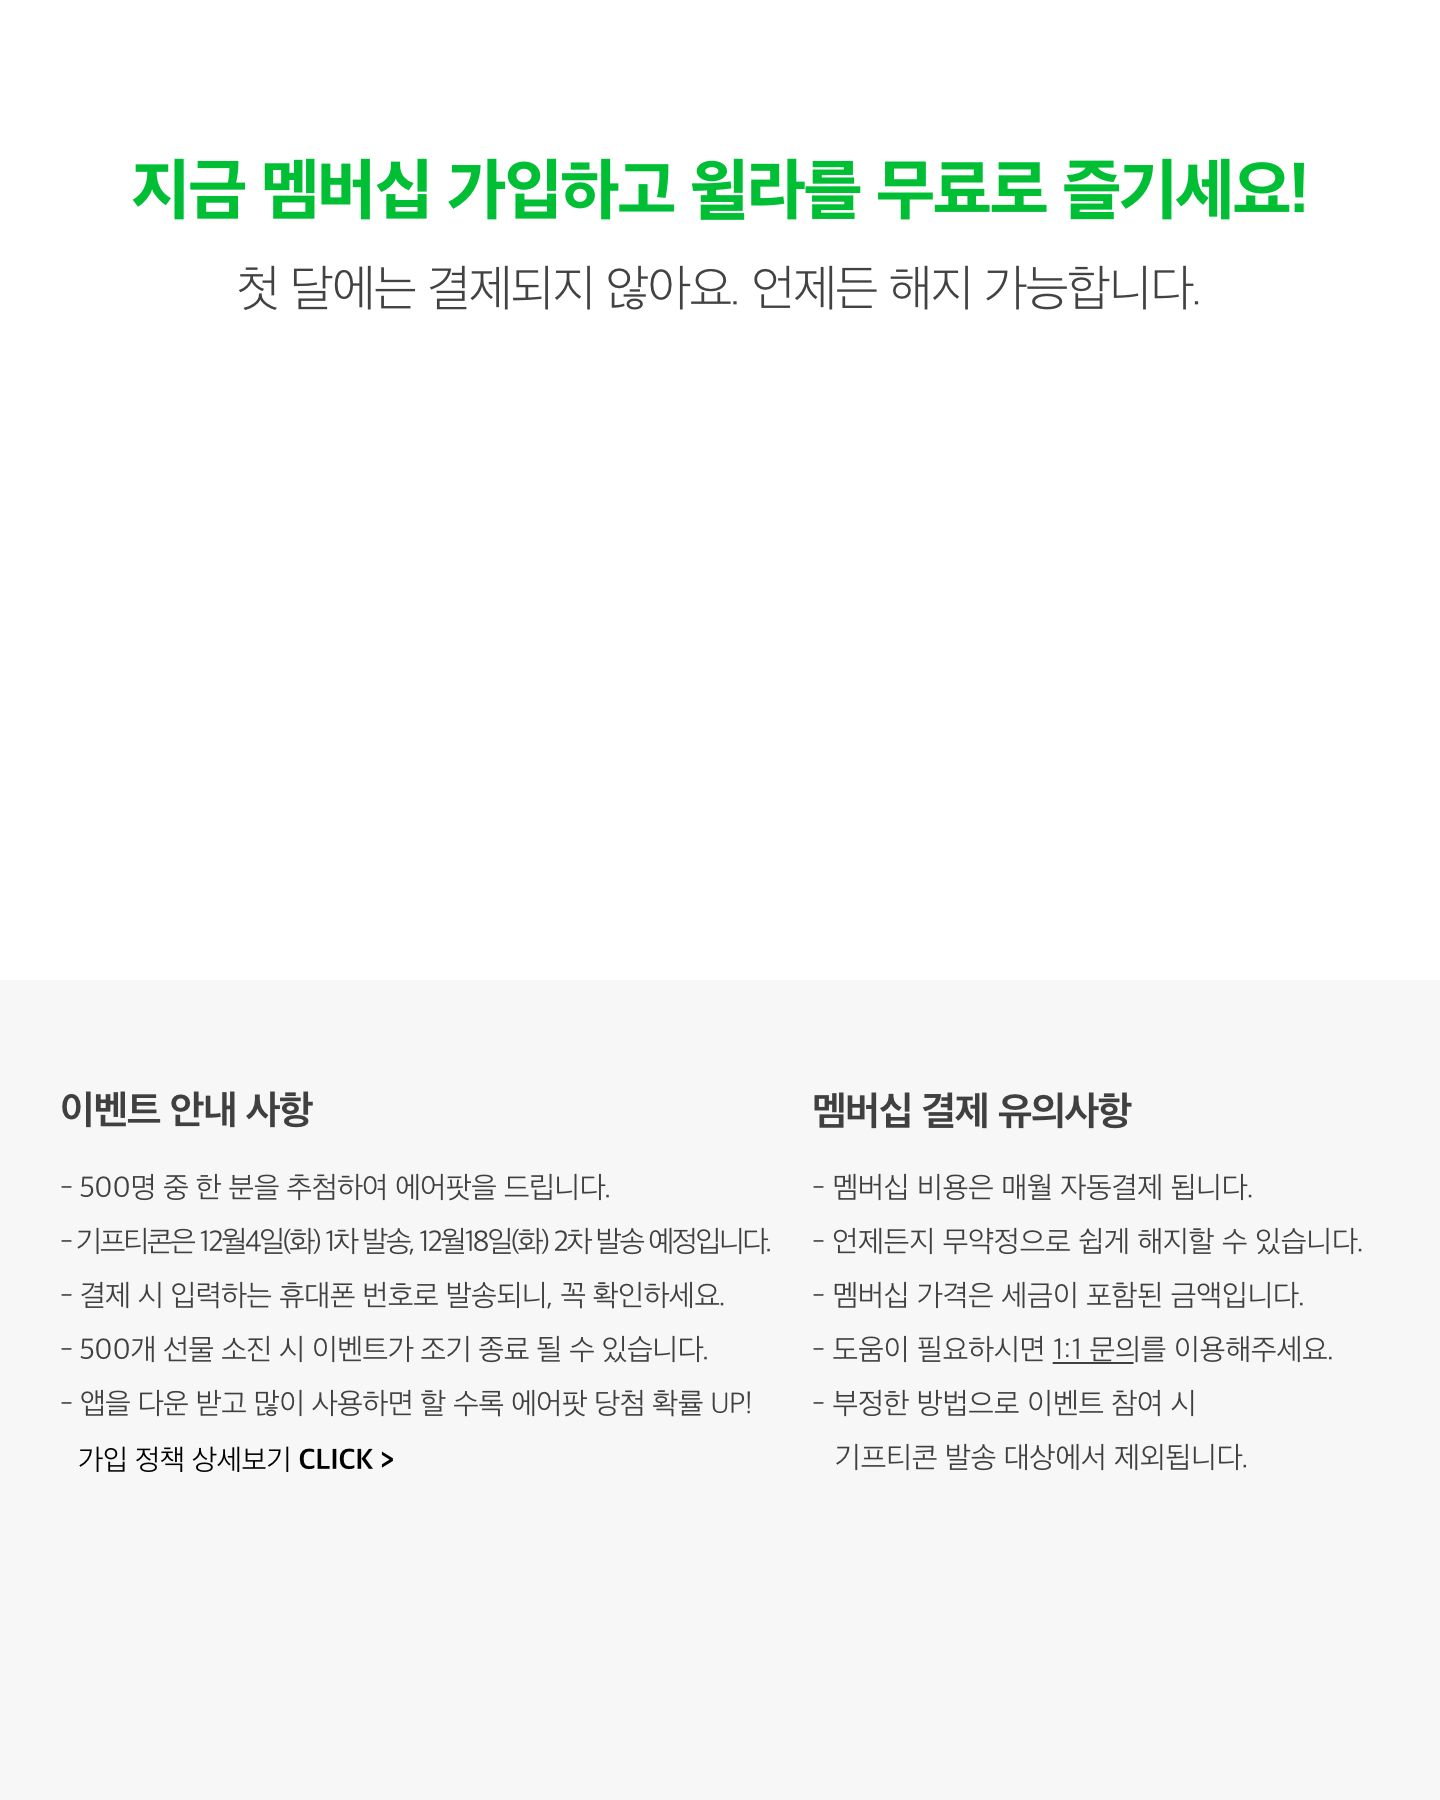 지금 멤버십 가입하고 윌라를 무료로 즐기세요!
첫 달에는 결제되지 않아요. 언제든 해지 가능합니다.
이벤트 안내 사항
- 500명 중 한 분을 추첨하여 에어팟을 드립니다.
- 기프티콘은 12월4일(화) 1차 발송, 12월18일(화) 2차 발송 예정입니다.
- 결제 시 입력하는 휴대폰 번호로 발송되니, 꼭 확인하세요.
- 500개 선물 소진 시 이벤트가 조기 종료 될 수 있습니다.
- 앱을 다운 받고 많이 사용하면 할 수록 에어팟 당첨 확률 UP!
가입 정책 상세보기 CLICK >
멤버십 결제 유의사항
- 멤버십 비용은 매월 자동결제 됩니다.
- 언제든지 무약정으로 쉽게 해지할 수 있습니다.
- 멤버십 가격은 세금이 포함된 금액입니다.
- 도움이 필요하시면 1:1 문의를 이용해주세요.
- 부정한 방법으로 이벤트 참여 시
기프티콘 발송 대상에서 제외됩니다.